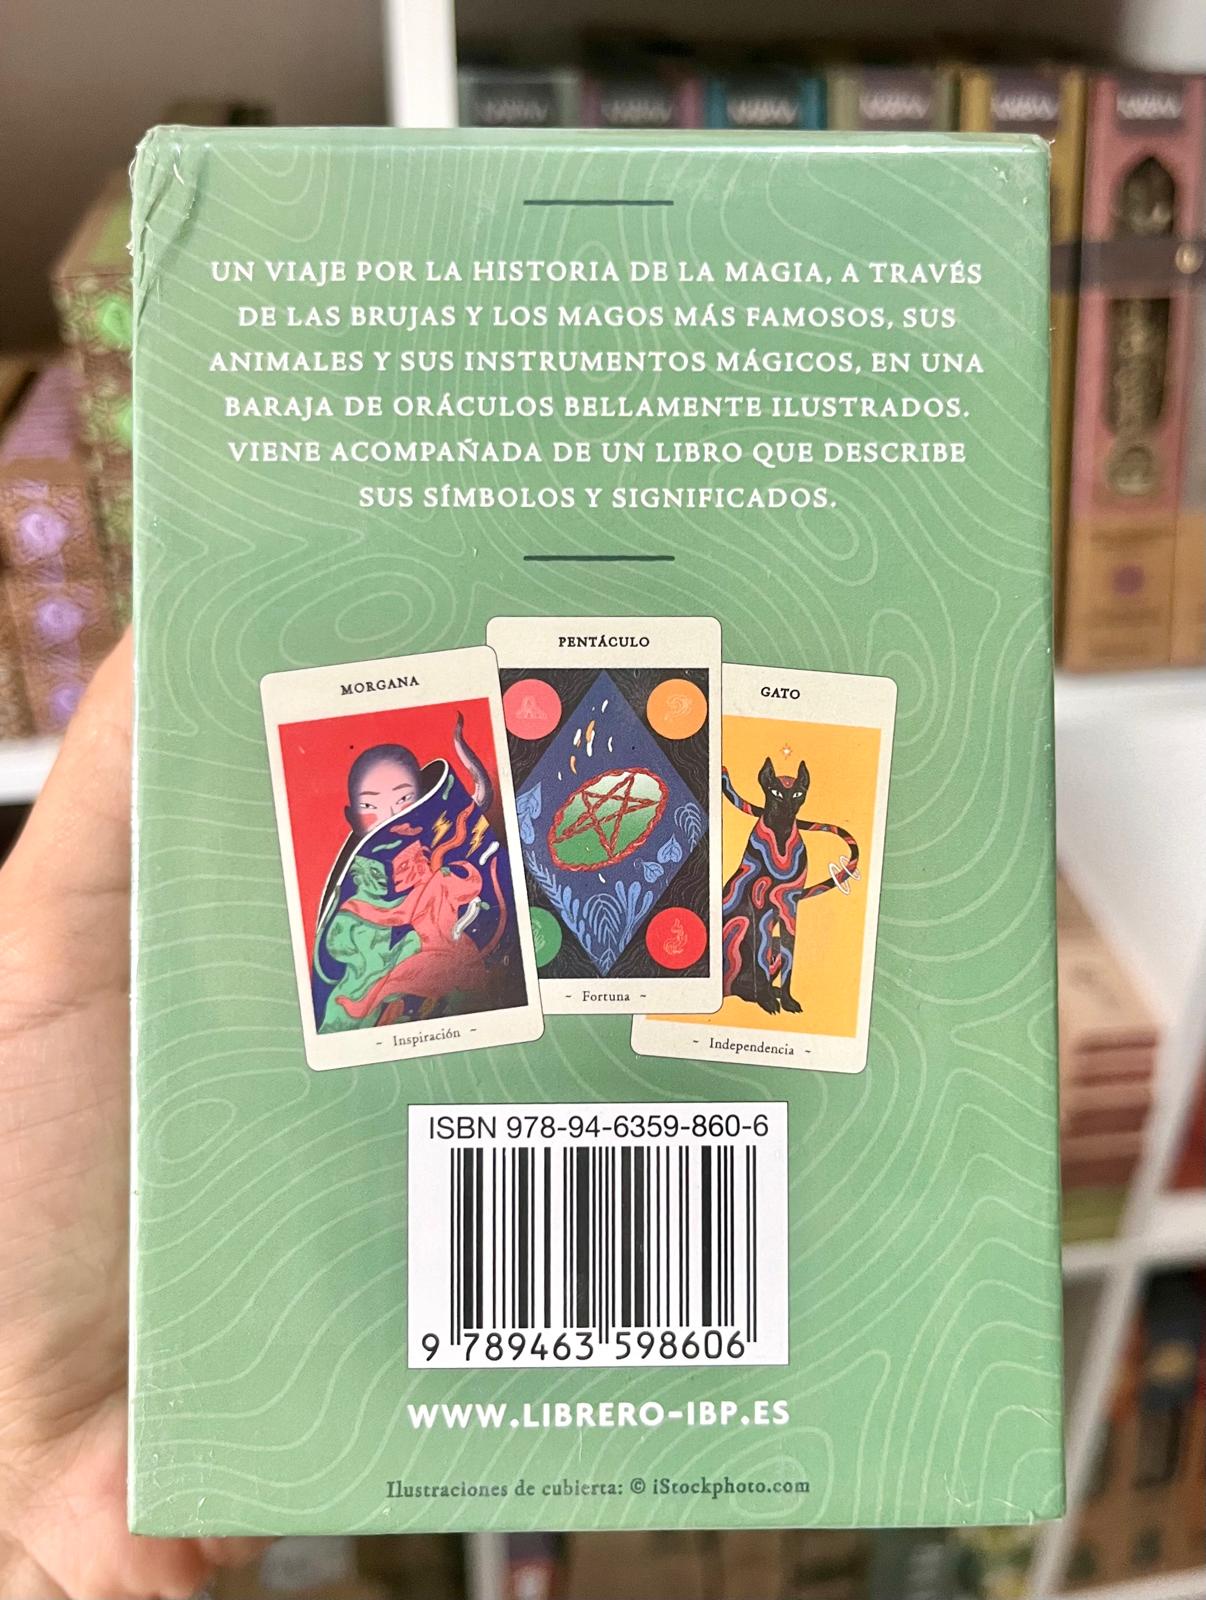 UN VIAJE POR LA HISTORIA DE LA MAGIA, A TRAVÉS
DE LAS BRUJAS Y LOS MAGOS MÁS FAMOSOS, SUS
ANIMALES Y SUS INSTRUMENTOS MÁGICOS, EN UNA
BARAJA DE ORÁCULOS BELLAMENTE ILUSTRADOS.
VIENE ACOMPAÑADA DE UN LIBRO QUE DESCRIBE
SUS SÍMBOLOS Y SIGNIFICADOS.
MORGANA
~ Inspiración ~
PENTÁCULO
~ Fortuna ~
GATO
~ Independencia ~
ISBN 978-94-6359-860-6
9 789463 598606
WWW.LIBRERO-IBP.ES
Ilustraciones de cubierta: © iStockphoto.com